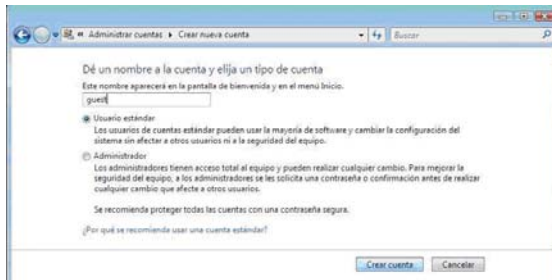 Administrar cuentas ▸ Crear nueva cuenta
Buscar
Dé un nombre a la cuenta y elija un tipo de cuenta
Este nombre aparecerá en la pantalla de bienvenida y en el menú Inicio.
guest
Usuario estándar
Los usuarios de cuentas estándar pueden usar la mayoría de software y cambiar la configuración del
sistema sin afectar a otros usuarios ni a la seguridad del equipo.
Administrador
Los administradores tienen acceso total al equipo y pueden realizar cualquier cambio. Para mejorar la
seguridad del equipo, a los administradores se les solicita una contraseña o confirmación antes de realizar
cualquier cambio que afecte a otros usuarios.
Se recomienda proteger todas las cuentas con una contraseña segura.
¿Por qué se recomienda usar una cuenta estándar?
Crear cuenta Cancelar